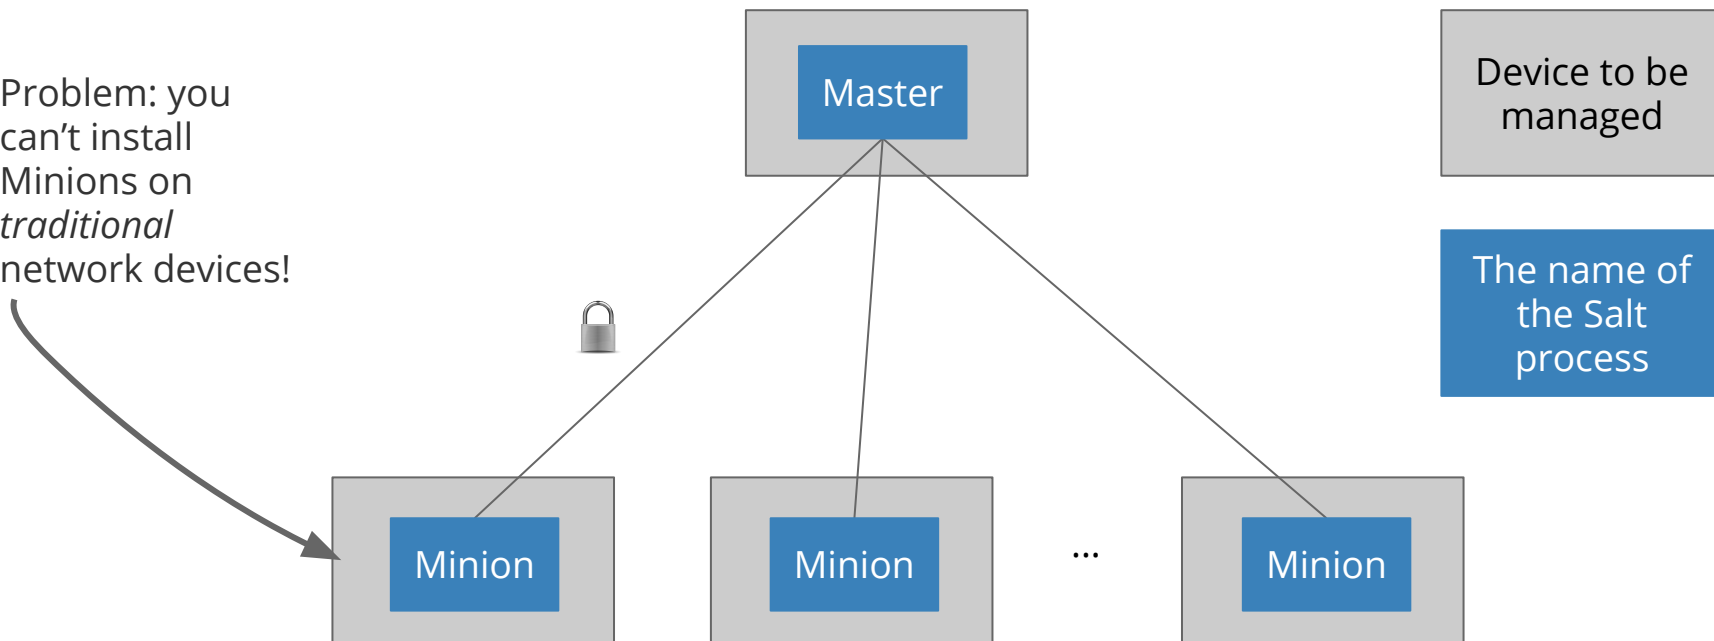 Problem: you
can’t install
Minions on
traditional
network devices!
Master
Device to be
managed
The name of
the Salt
process
Minion
Minion
...
Minion